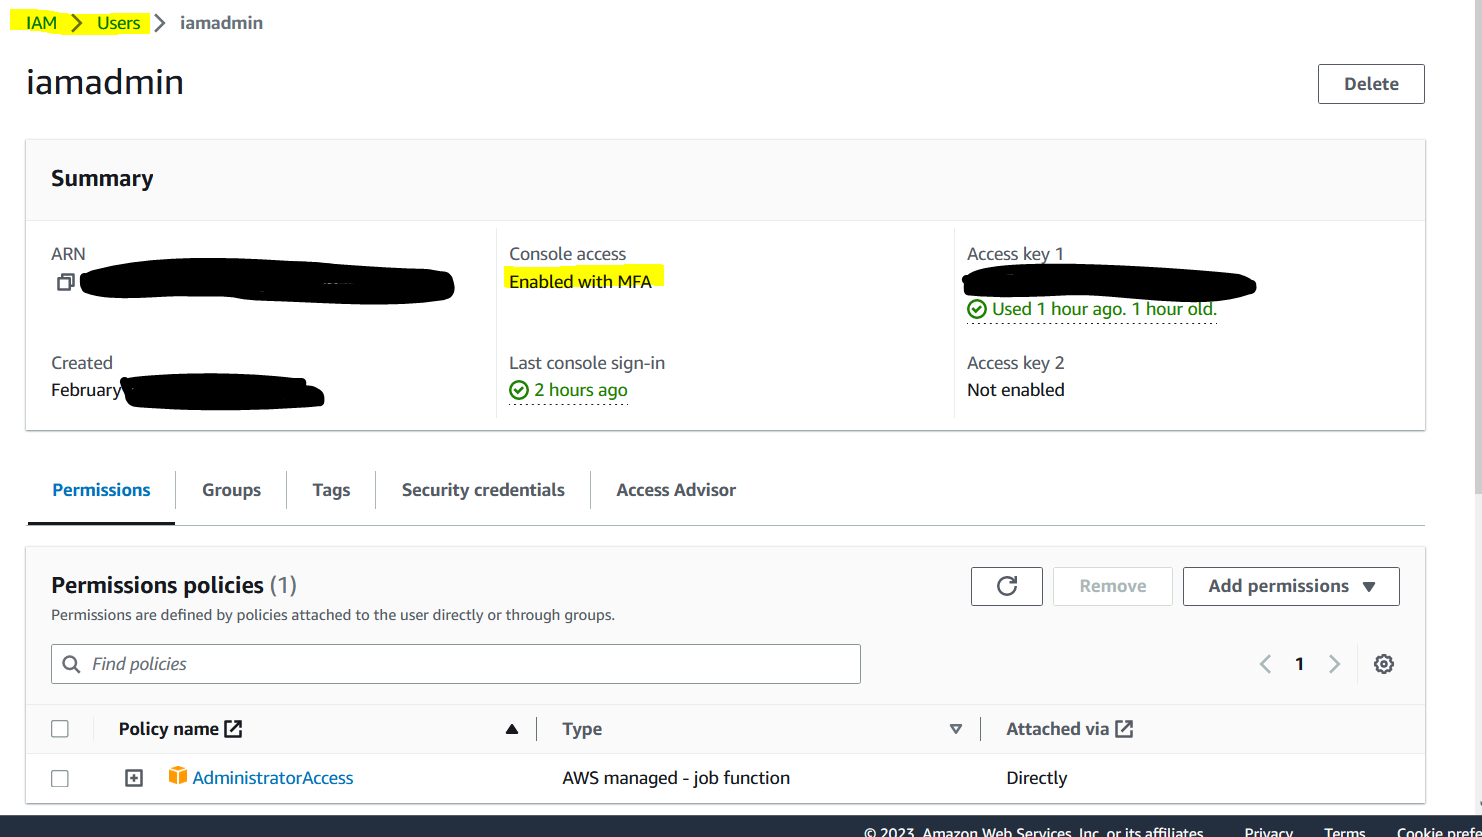 IAM > Users > iamadmin
iamadmin
Delete
Summary
ARN
Console access
Enabled with MFA
Access key 1
Used 1 hour ago. 1 hour old.
Created
February
Last console sign-in
2 hours ago
Access key 2
Not enabled
Permissions
Groups
Tags
Security credentials
Access Advisor
Permissions policies (1)
Permissions are defined by policies attached to the user directly or through groups.
Remove
Add permissions
Find policies
1
Policy name
Type
Attached via
AdministratorAccess
AWS managed - job function
Directly
© 2023, Amazon Web Services, Inc. or its affiliates.
Privacy
Terms
Cookie prefe